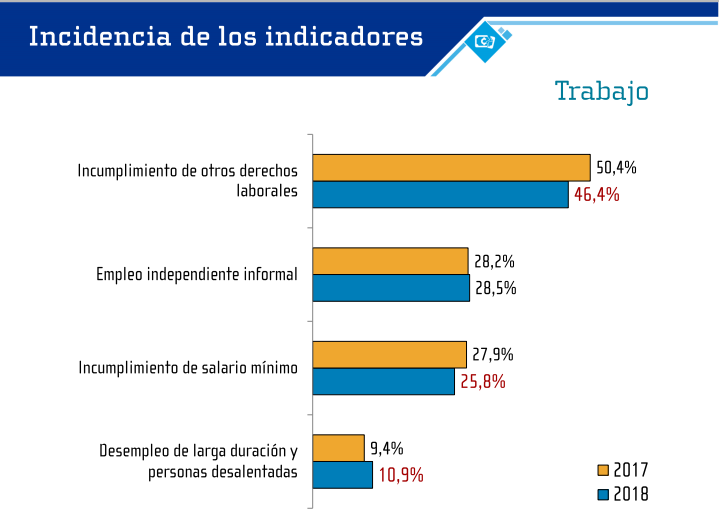 Incidencia de los indicadores
Trabajo
Incumplimiento de otros derechos
laborales
50,4%
46,4%
Empleo independiente informal
28,2%
28,5%
Incumplimiento de salario mínimo
27,9%
25,8%
Desempleo de larga duración y
personas desalentadas
9,4%
10,9%
2017
2018